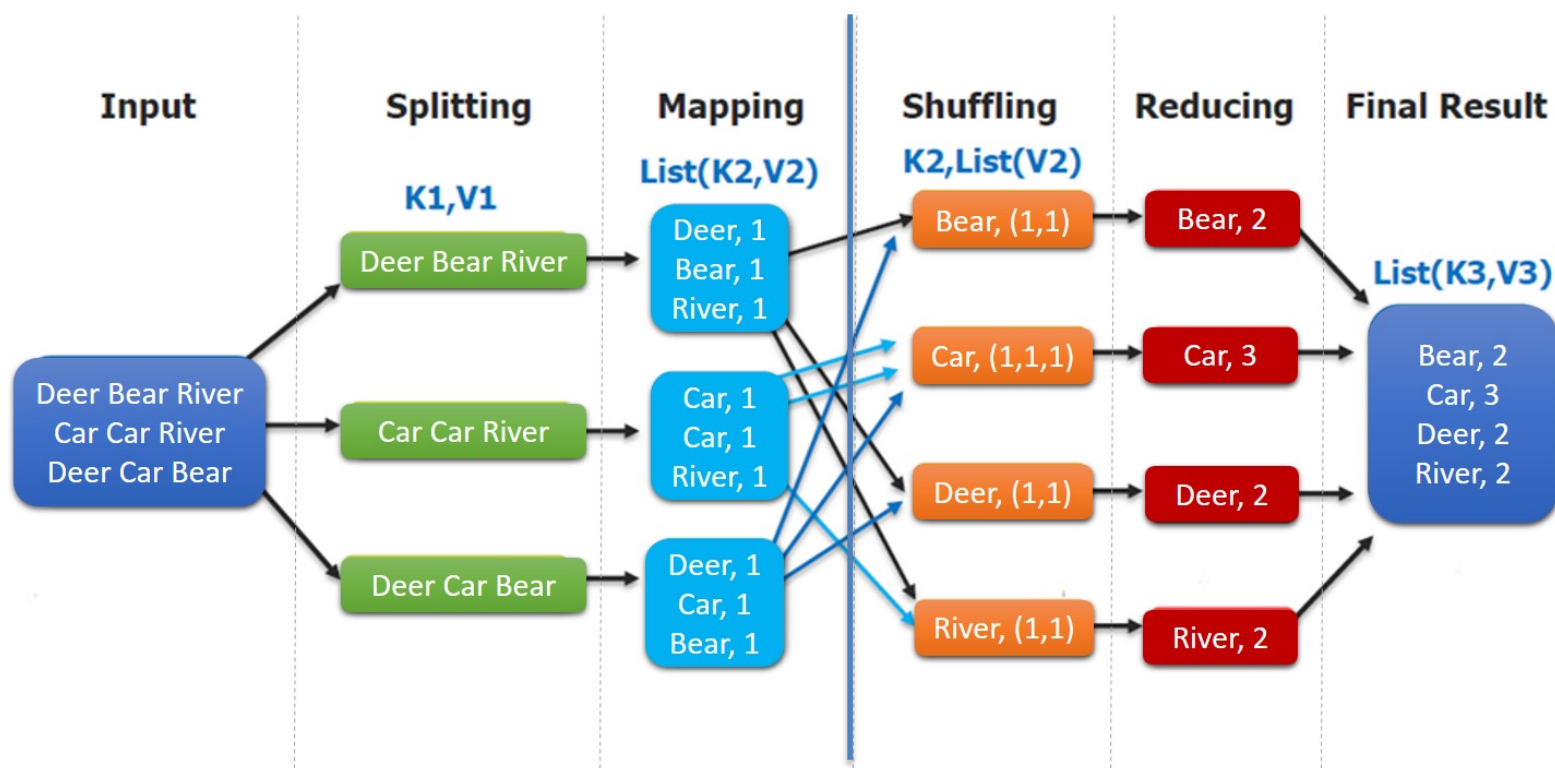 Input
Splitting
Mapping
Shuffling
Reducing
Final Result
K1,V1
List(K2,V2)
K2,List(V2)
List(K3,V3)
Deer Bear River
Car Car River
Deer Car Bear
Deer Bear River
Car Car River
Deer Car Bear
Deer, 1
Bear, 1
River, 1
Car, 1
Car, 1
River, 1
Deer, 1
Car, 1
Bear, 1
Bear, (1,1)
Car, (1,1,1)
Deer, (1,1)
River, (1,1)
Bear, 2
Car, 3
Deer, 2
River, 2
Bear, 2
Car, 3
Deer, 2
River, 2